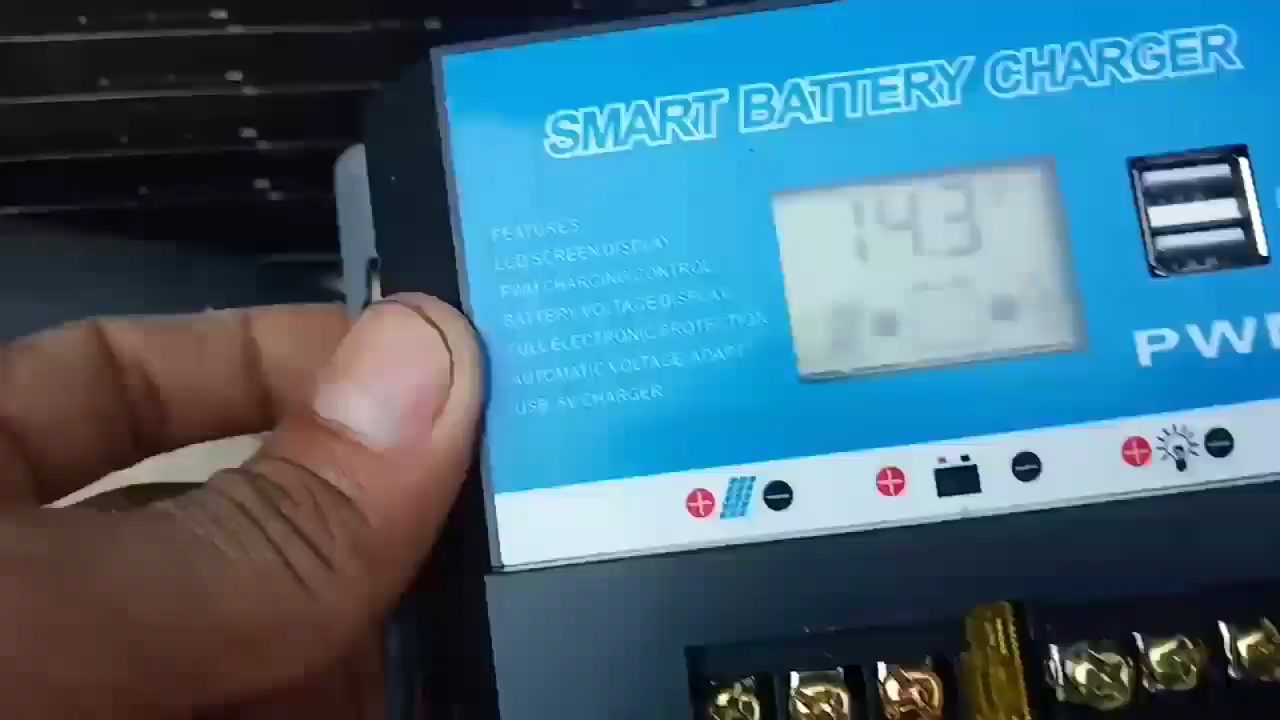 SMART BATTERY CHARGER
FEATURES
LCD SCREEN DISPLAY
PWM CHARGING CONTROL
BATTERY VOLTAGE DISPLAY
FULL ELECTRONIC PROTECTION
AUTOMATIC VOLTAGE ADAPT
USB 5V CHARGER
14.3